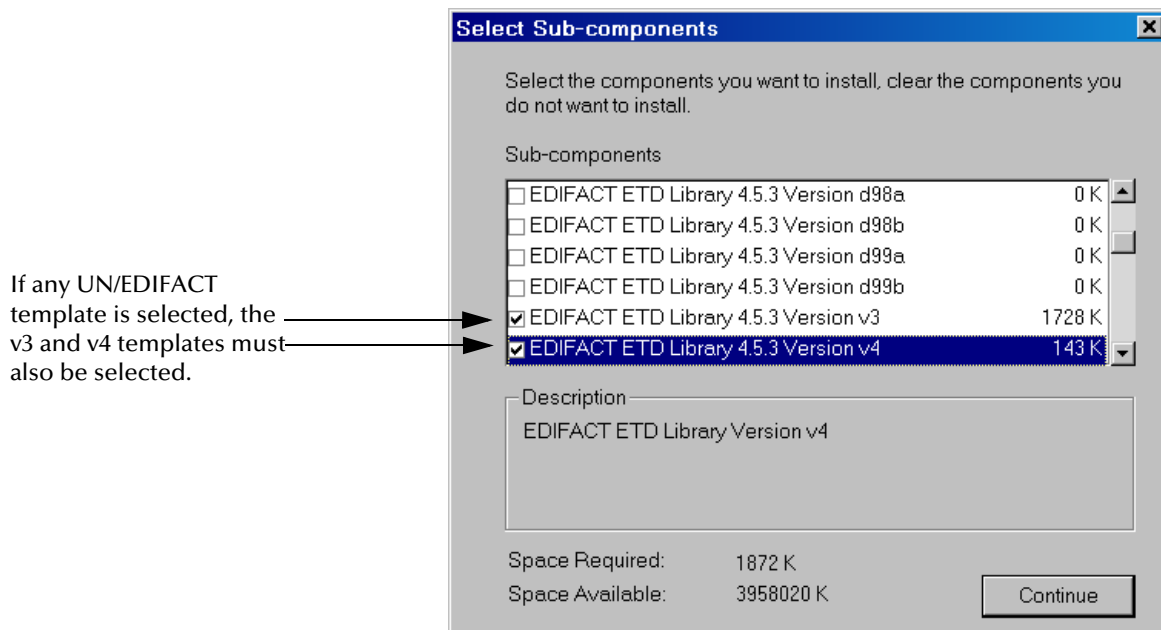 Select Sub-components
Select the components you want to install, clear the components you
do not want to install.
Sub-components
EDIFACT ETD Library 4.5.3 Version d98a 0 K
EDIFACT ETD Library 4.5.3 Version d98b 0 K
EDIFACT ETD Library 4.5.3 Version d99a 0 K
EDIFACT ETD Library 4.5.3 Version d99b 0 K
EDIFACT ETD Library 4.5.3 Version v3 1728 K
EDIFACT ETD Library 4.5.3 Version v4 143 K
If any UN/EDIFACT
template is selected, the
v3 and v4 templates must
also be selected.
Description
EDIFACT ETD Library Version v4
Space Required: 1872 K
Space Available: 3958020 K
Continue